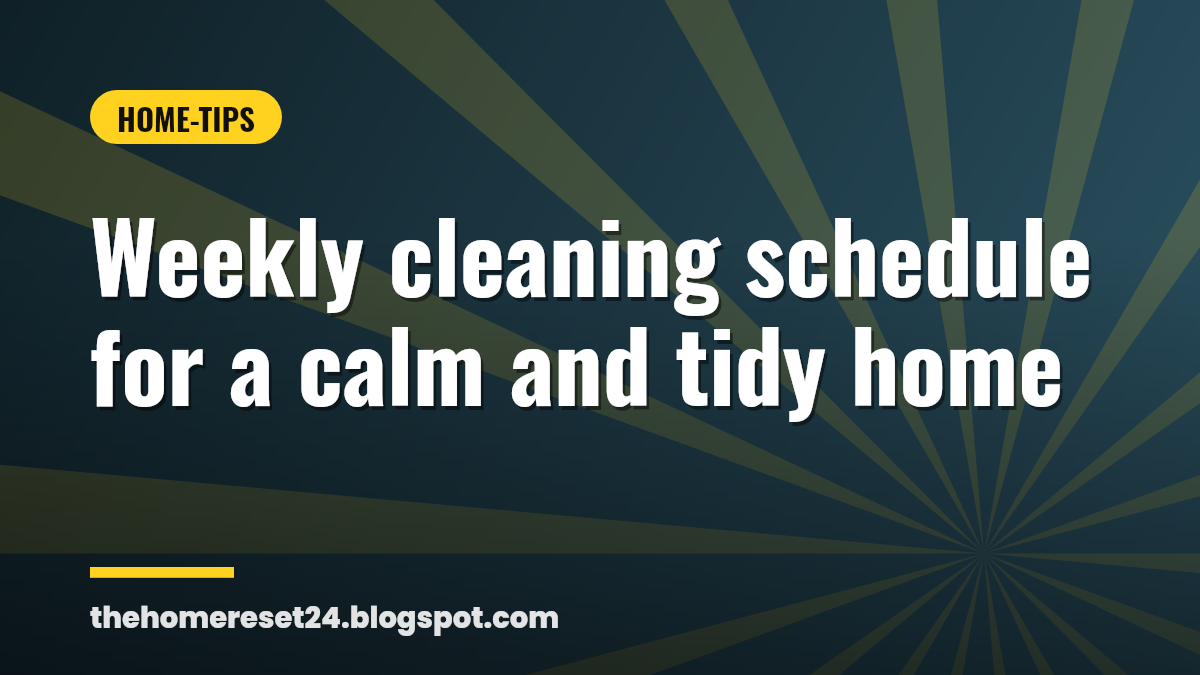 HOME-TIPS
Weekly cleaning schedule
for a calm and tidy home
thehomereset24.blogspot.com